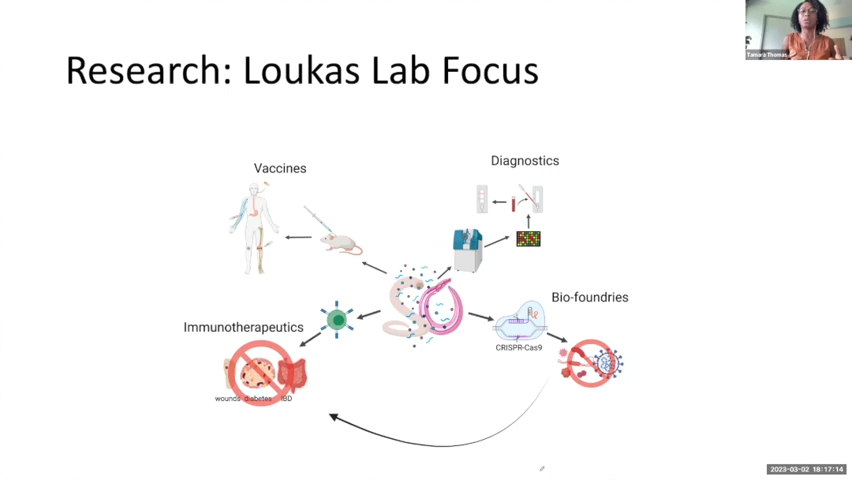 Tamara Thomas
Research: Loukas Lab Focus
Vaccines
Diagnostics
Bio-foundries
Immunotherapeutics
CRISPR-Cas9
wounds diabetes IBD
2023-03-02 18:17:14